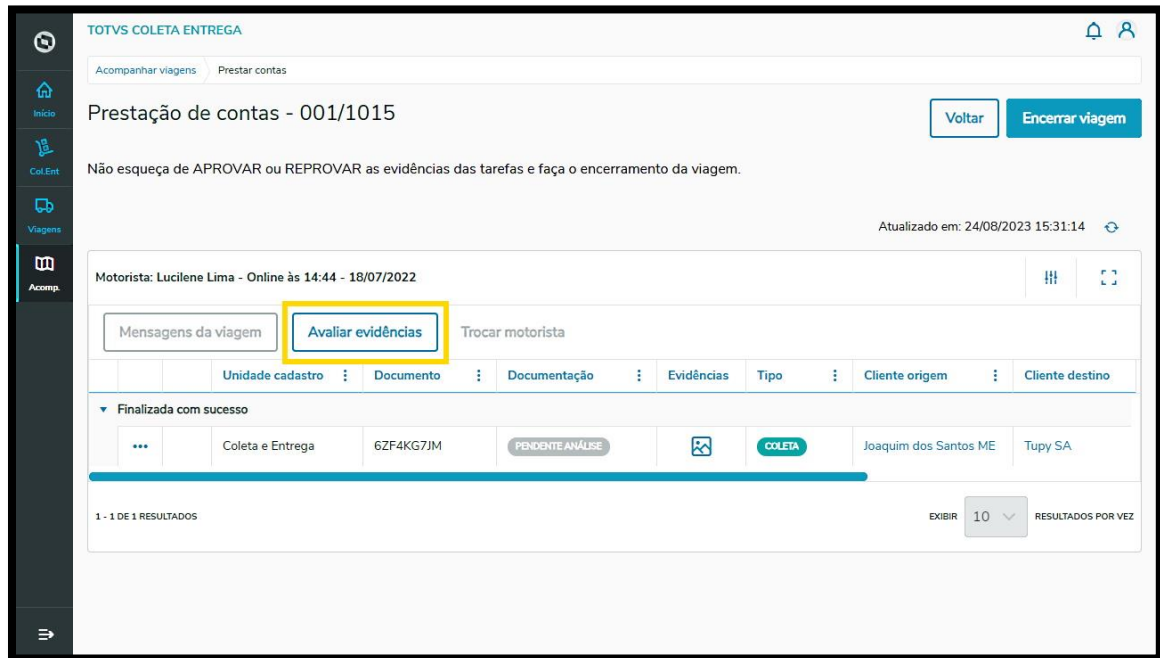 TOTVS COLETA ENTREGA
Início
Col.Ent
Viagens
Acomp.
Acompanhar viagens Prestar contas
Prestação de contas - 001/1015
Voltar Encerrar viagem
Não esqueça de APROVAR ou REPROVAR as evidências das tarefas e faça o encerramento da viagem.
Atualizado em: 24/08/2023 15:31:14
Motorista: Lucilene Lima - Online às 14:44 - 18/07/2022
Mensagens da viagem Avaliar evidências Trocar motorista
Unidade cadastro Documento Documentação Evidências Tipo Cliente origem Cliente destino
Finalizada com sucesso
Coleta e Entrega 6ZF4KG7JM PENDENTE ANÁLISE COLETA Joaquim dos Santos ME Tupy SA
1 - 1 DE 1 RESULTADOS EXIBIR 10 RESULTADOS POR VEZ